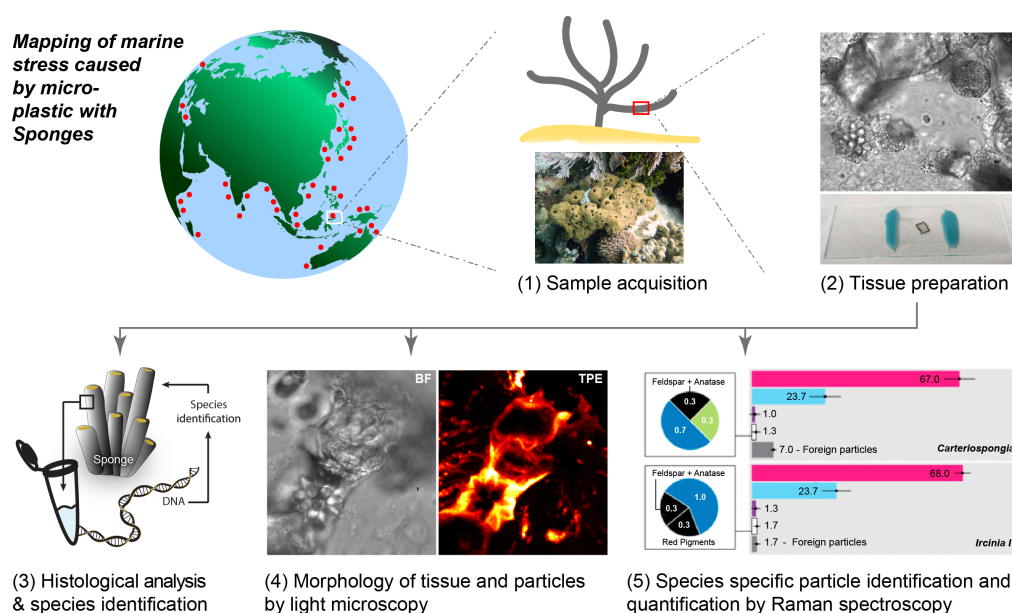 Mapping of marine
stress caused
by micro-
plastic with
Sponges
(1) Sample acquisition
(2) Tissue preparation
Sponge
Species
identification
DNA
(3) Histological analysis
& species identification
BF
TPE
(4) Morphology of tissue and particles
by light microscopy
Feldspar + Anatase
0.3
0.3
0.7
67.0
23.7
1.0
1.3
7.0 - Foreign particles
Carteriospongia
Feldspar + Anatase
1.0
0.3
0.3
Red Pigments
68.0
23.7
1.3
1.7
1.7 - Foreign particles
Ircinia I
(5) Species specific particle identification and
quantification by Raman spectroscopy